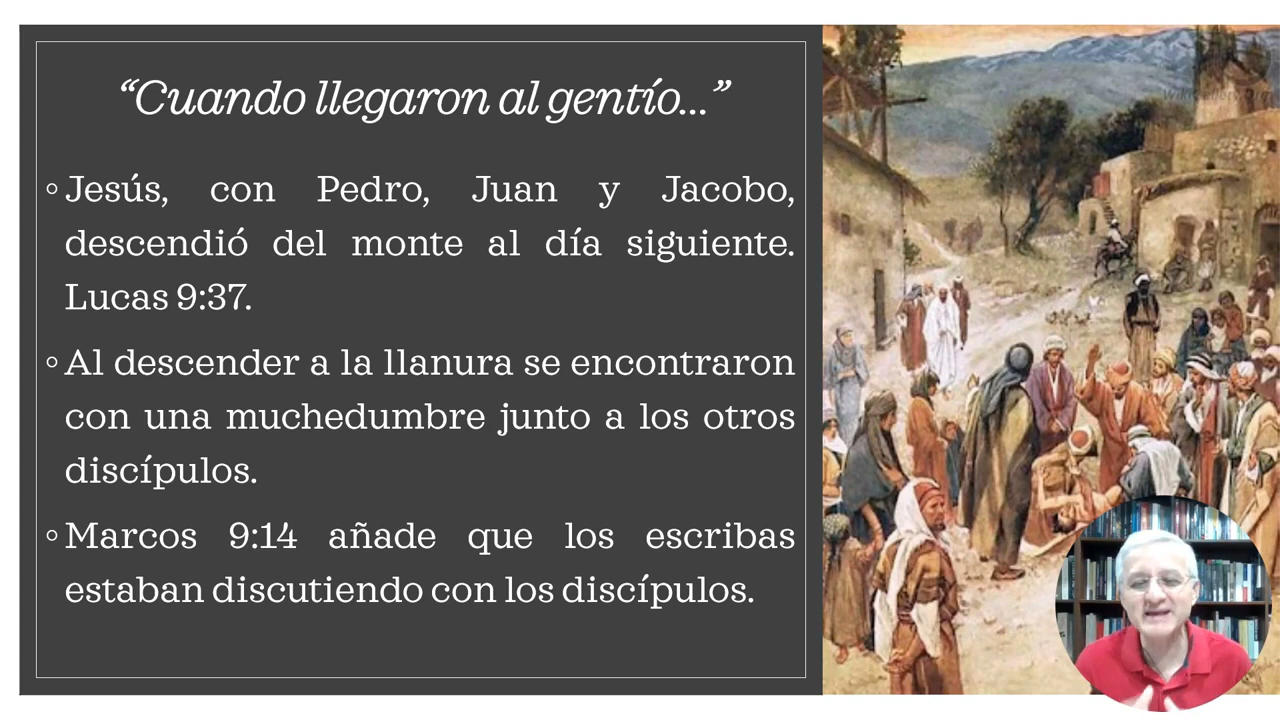 “Cuando llegaron al gentío...”
◦ Jesús, con Pedro, Juan y Jacobo,
descendió del monte al día siguiente.
Lucas 9:37.
◦ Al descender a la llanura se encontraron
con una muchedumbre junto a los otros
discípulos.
◦ Marcos 9:14 añade que los escribas
estaban discutiendo con los discípulos.